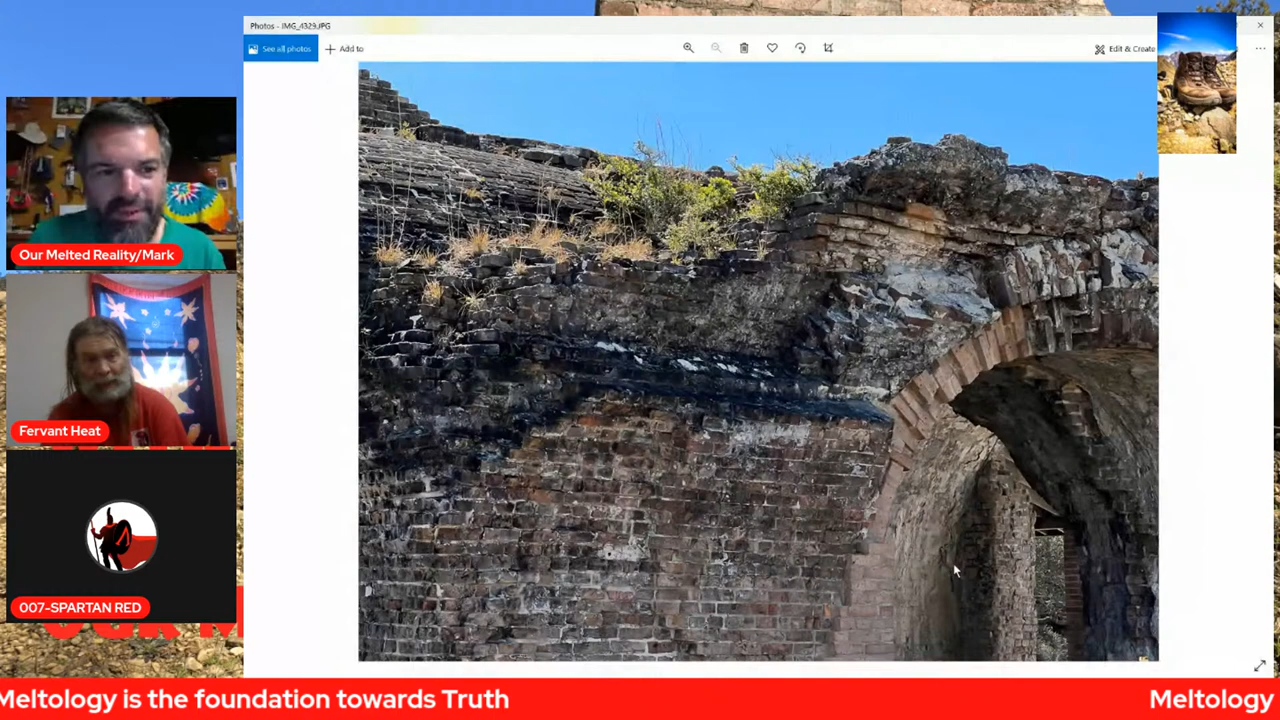 Photos - IMG_4329.JPG
See all photos
Add to
Edit & Create
Our Melted Reality/Mark
Fervant Heat
007-SPARTAN RED
Meltology is the foundation towards Truth
Meltology